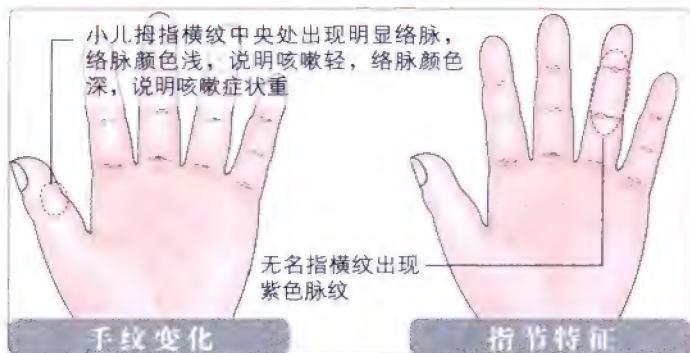 小儿拇指横纹中央处出现明显络脉，
络脉颜色浅，说明咳嗽轻，络脉颜色
深，说明咳嗽症状重
无名指横纹出现
紫色脉纹
手纹变化
指节特征